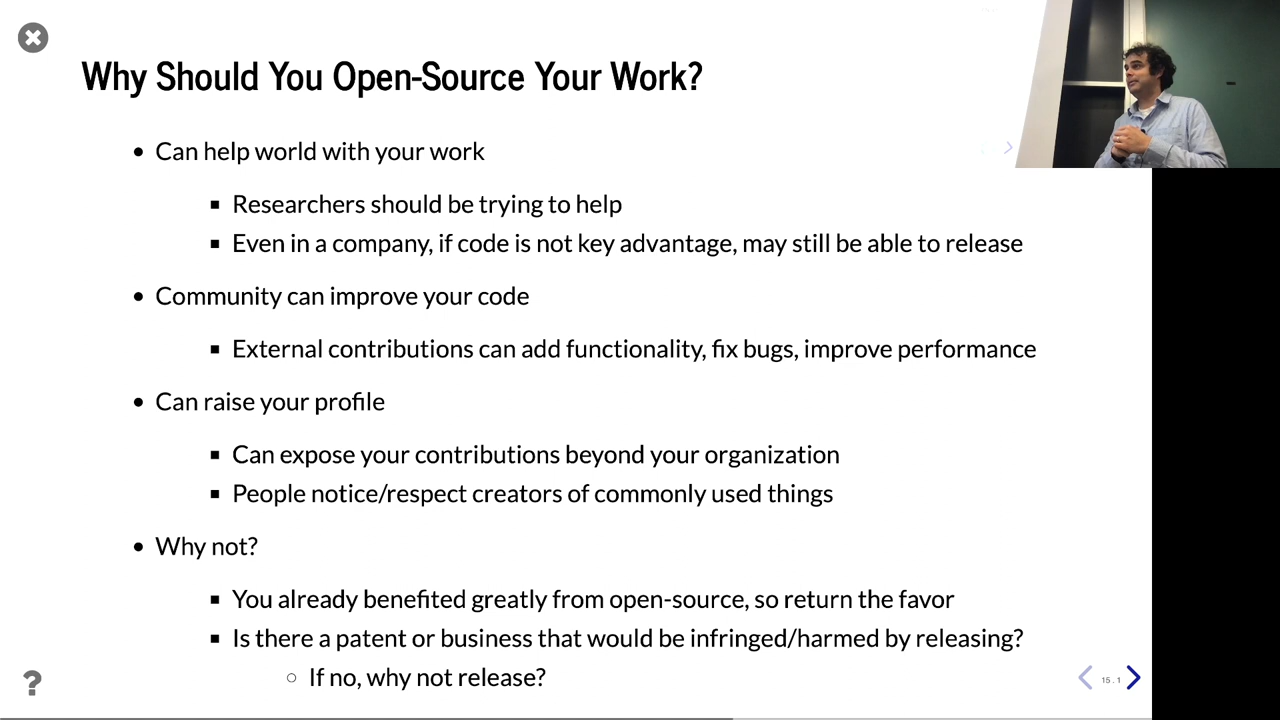 Why Should You Open-Source Your Work?
• Can help world with your work
▪ Researchers should be trying to help
▪ Even in a company, if code is not key advantage, may still be able to release
• Community can improve your code
▪ External contributions can add functionality, fix bugs, improve performance
• Can raise your profile
▪ Can expose your contributions beyond your organization
▪ People notice/respect creators of commonly used things
• Why not?
▪ You already benefited greatly from open-source, so return the favor
▪ Is there a patent or business that would be infringed/harmed by releasing?
○ If no, why not release?
?
15 . 1